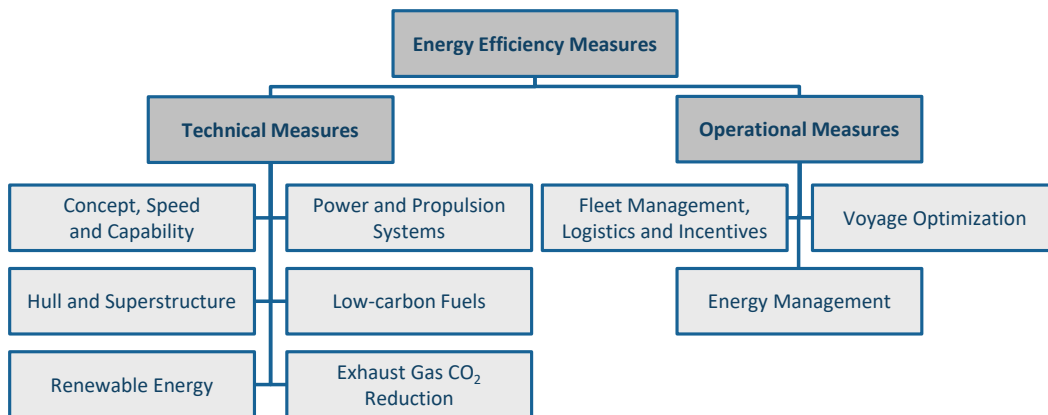 Energy Efficiency Measures
Technical Measures
Operational Measures
Concept, Speed
and Capability
Power and Propulsion
Systems
Fleet Management,
Logistics and Incentives
Voyage Optimization
Hull and Superstructure
Low-carbon Fuels
Energy Management
Renewable Energy
Exhaust Gas CO₂
Reduction